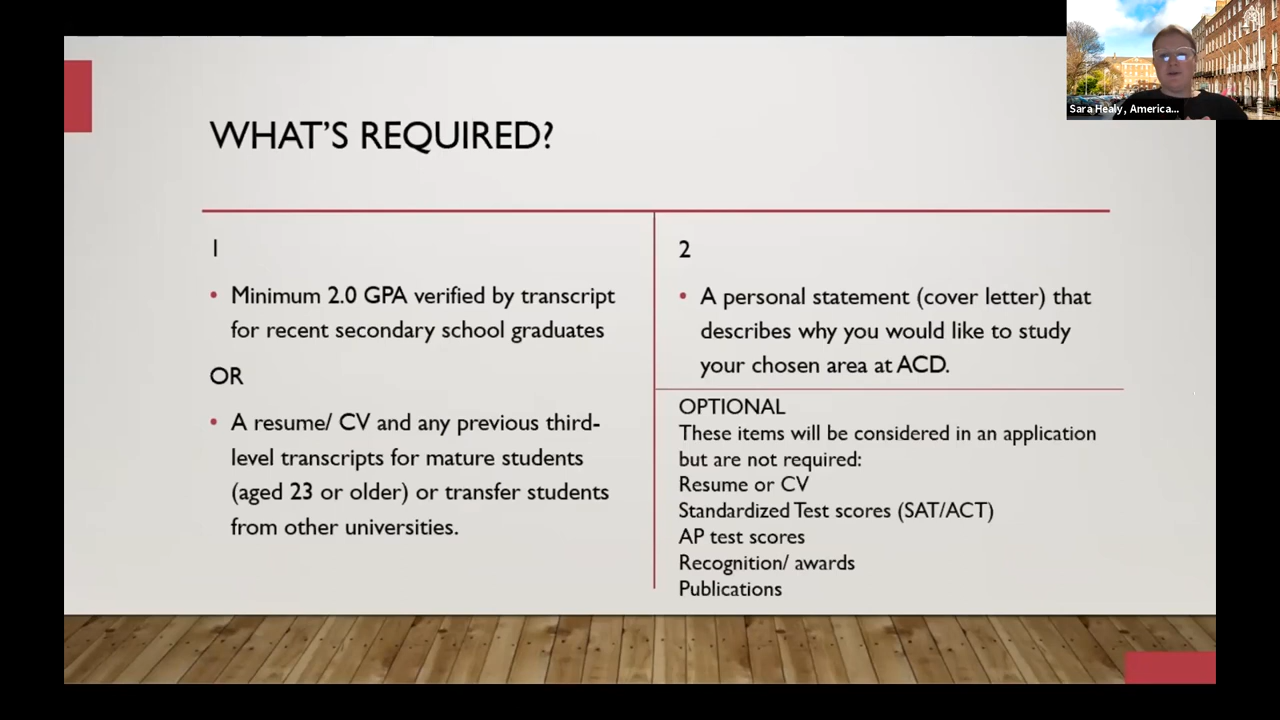 Sara Healy, America...
WHAT'S REQUIRED?
1
• Minimum 2.0 GPA verified by transcript
for recent secondary school graduates
OR
• A resume/ CV and any previous third-
level transcripts for mature students
(aged 23 or older) or transfer students
from other universities.
2
• A personal statement (cover letter) that
describes why you would like to study
your chosen area at ACD.
OPTIONAL
These items will be considered in an application
but are not required:
Resume or CV
Standardized Test scores (SAT/ACT)
AP test scores
Recognition/ awards
Publications